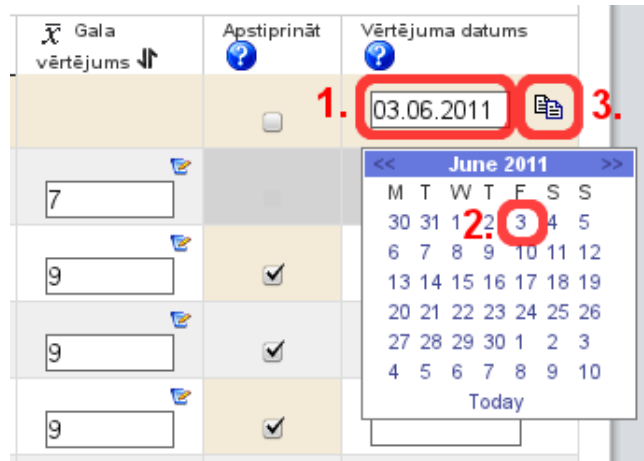 x̅ Gala
vērtējums
Apstiprināt
?
Vērtējuma datums
?
1.
03.06.2011
3.
7
9
9
9
<< June 2011 >>
M T W T F S S
30 31 1 2 3 4 5
2.
6 7 8 9 10 11 12
13 14 15 16 17 18 19
20 21 22 23 24 25 26
27 28 29 30 1 2 3
4 5 6 7 8 9 10
Today